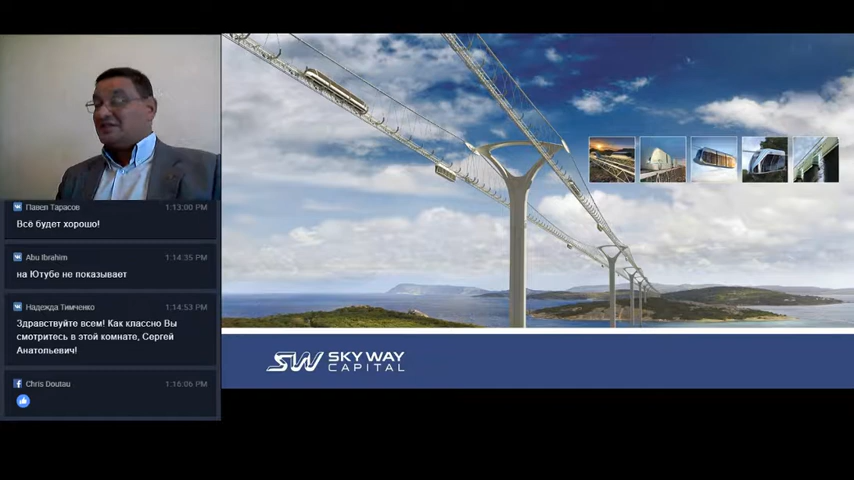 Павел Тарасов 1:13:00 PM
Всё будет хорошо!
Abu Ibrahim 1:14:35 PM
на Ютубе не показывает
Надежда Тимченко 1:14:53 PM
Здравствуйте всем! Как классно Вы
смотритесь в этой комнате, Сергей
Анатольевич!
Chris Doutau 1:16:06 PM
SW SKY WAY
CAPITAL